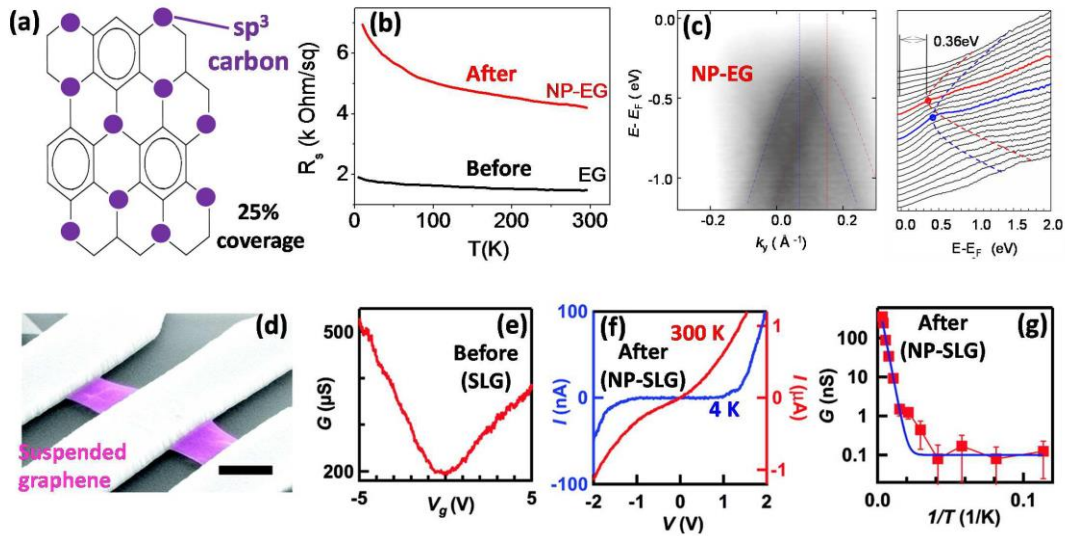 (a)
sp³
carbon
25%
coverage
(b)
6
4
2
R_s (k Ohm/sq)
After
NP-EG
Before
EG
0
100
200
300
T(K)
(c)
NP-EG
0.0
-0.5
-1.0
E- E_F ( eV)
-0.2
0.0
0.2
k_y (Å⁻¹)
0.36eV
0.0
0.5
1.0
1.5
2.0
E-E_F (eV)
(d)
Suspended
graphene
(e)
500
200
G (µS)
Before
(SLG)
-5
0
5
V_g (V)
(f)
100
0
-100
I (nA)
300 K
After
(NP-SLG)
4 K
1
0
-1
I (µA)
-2
-1
0
1
2
V (V)
(g)
After
(NP-SLG)
100
10
1
0.1
G (nS)
0.0
0.1
1/T (1/K)